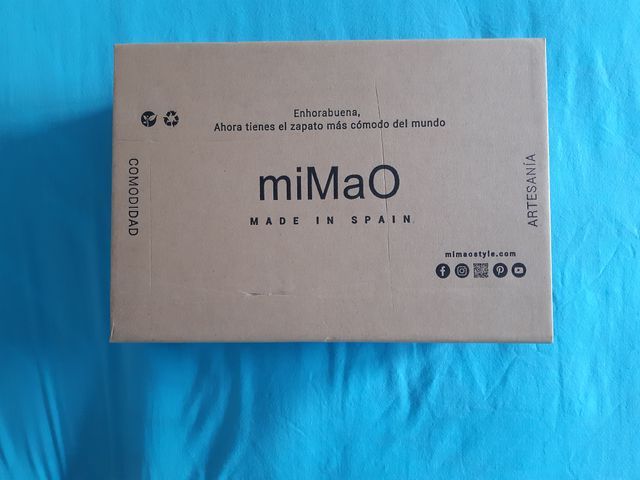 Enhorabuena,
Ahora tienes el zapato más cómodo del mundo
COMODIDAD
miMaO
MADE IN SPAIN
ARTESANÍA
mimaostyle.com